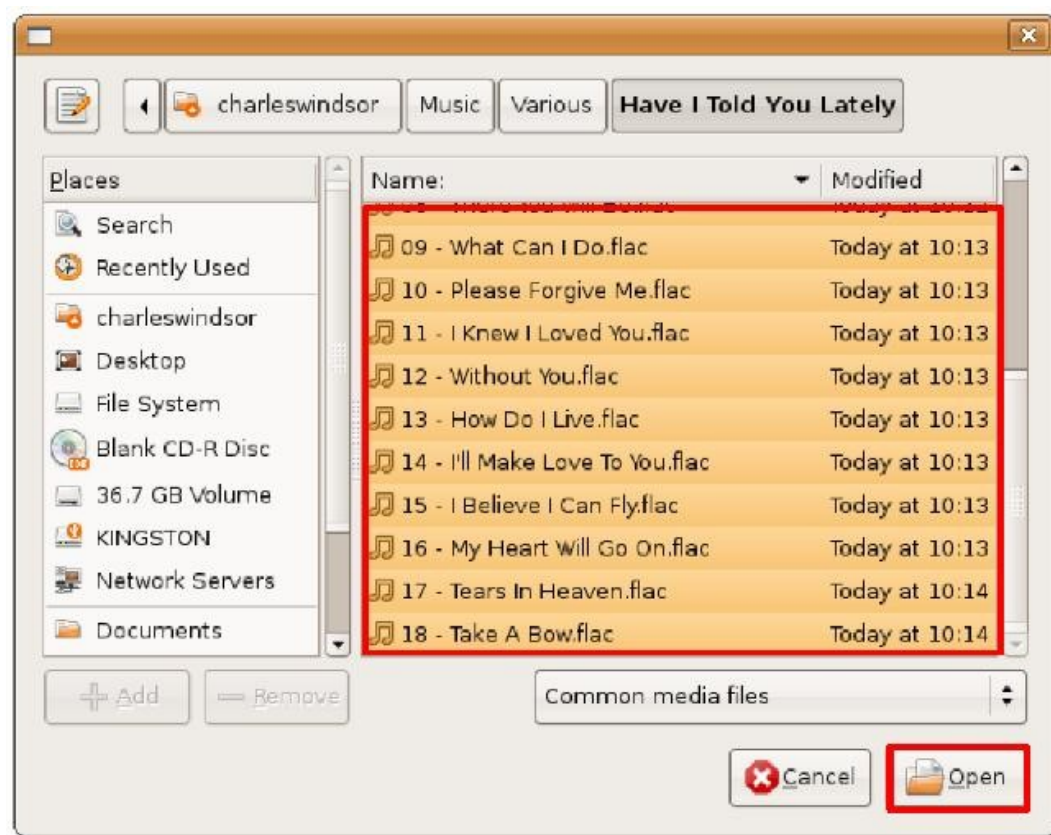 charleswindsor Music Various Have I Told You Lately
Places
Search
Recently Used
charleswindsor
Desktop
File System
Blank CD-R Disc
36.7 GB Volume
KINGSTON
Network Servers
Documents
Name: Modified
09 - What Can I Do.flac Today at 10:13
10 - Please Forgive Me.flac Today at 10:13
11 - I Knew I Loved You.flac Today at 10:13
12 - Without You.flac Today at 10:13
13 - How Do I Live.flac Today at 10:13
14 - I'll Make Love To You.flac Today at 10:13
15 - I Believe I Can Fly.flac Today at 10:13
16 - My Heart Will Go On.flac Today at 10:13
17 - Tears In Heaven.flac Today at 10:14
18 - Take A Bow.flac Today at 10:14
Add Remove Common media files
Cancel Open